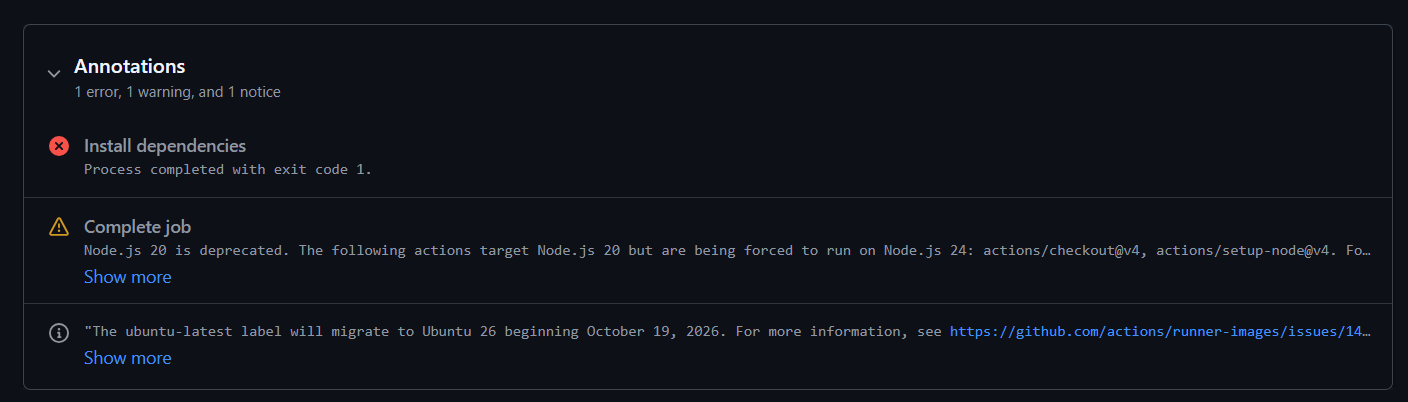 Annotations
1 error, 1 warning, and 1 notice
Install dependencies
Process completed with exit code 1.
Complete job
Node.js 20 is deprecated. The following actions target Node.js 20 but are being forced to run on Node.js 24: actions/checkout@v4, actions/setup-node@v4. Fo…
Show more
"The ubuntu-latest label will migrate to Ubuntu 26 beginning October 19, 2026. For more information, see https://github.com/actions/runner-images/issues/14…
Show more